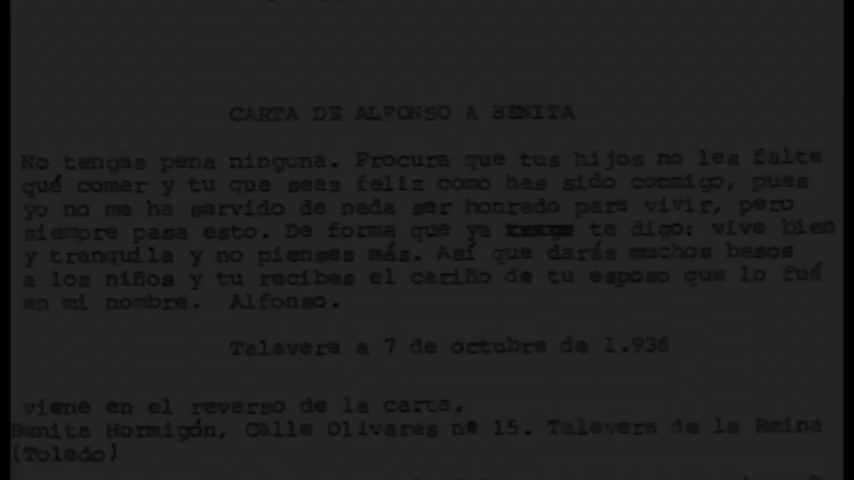 CARTA DE ALFONSO A BENITA
No tengas pena ninguna. Procura que tus hijos no les falte
qué comer y tu que seas feliz como has sido conmigo, pues
yo no me ha servido de nada ser honrado para vivir, pero
siempre pasa esto. De forma que ya te digo: vive bien
y tranquila y no pienses más. Así que darás muchos besos
a los niños y tu recibes el cariño de tu esposo que lo fué
en mi nombre. Alfonso.
Talavera a 7 de octubre de 1.936
viene en el reverso de la carta.
Benita Hormigón, Calle Olivares nº 15. Talavera de la Reina
(Toledo)